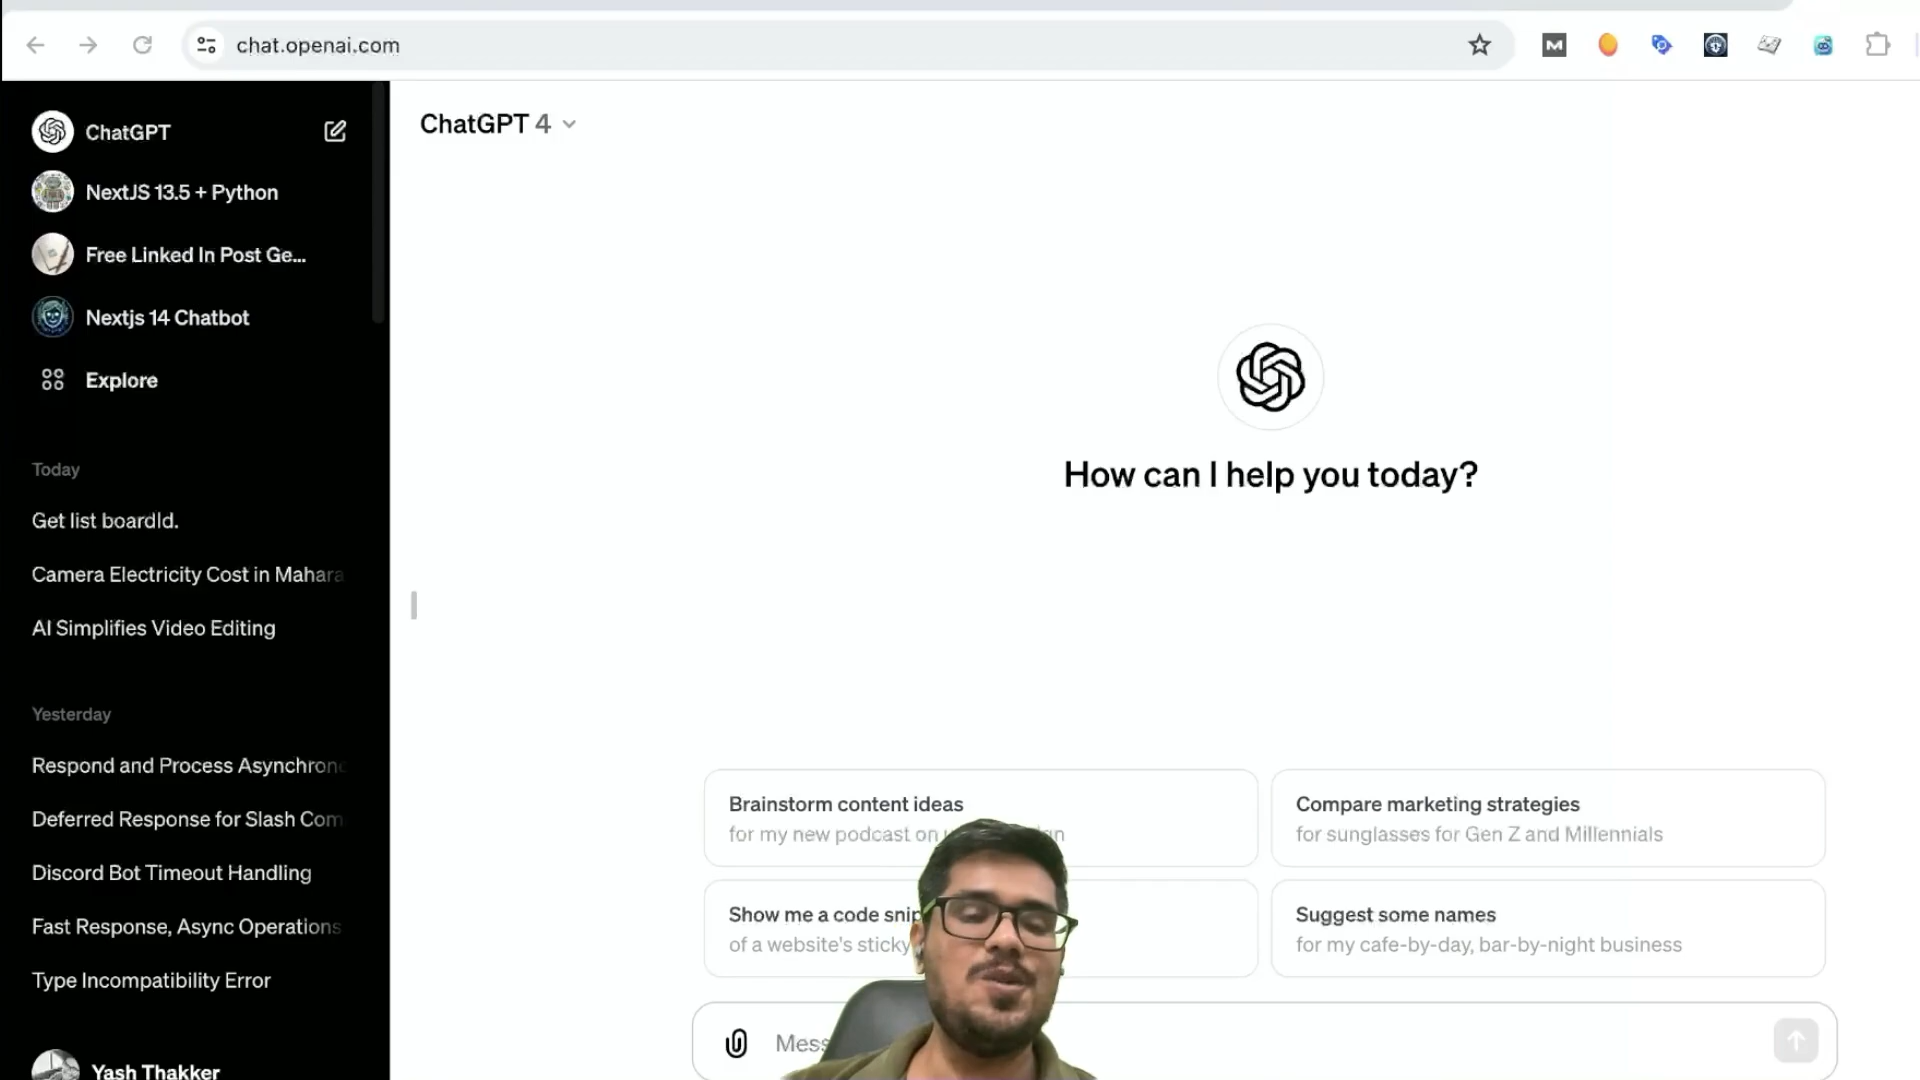 chat.openai.com
ChatGPT
NextJS 13.5 + Python
Free Linked In Post Ge...
Nextjs 14 Chatbot
Explore
Today
Get list boardId.
Camera Electricity Cost in Mahara
AI Simplifies Video Editing
Yesterday
Respond and Process Asynchron
Deferred Response for Slash Com
Discord Bot Timeout Handling
Fast Response, Async Operations
Type Incompatibility Error
Yash Thakker
ChatGPT 4
How can I help you today?
Brainstorm content ideas
for my new podcast on
Compare marketing strategies
for sunglasses for Gen Z and Millennials
Show me a code snip
of a website's sticky
Suggest some names
for my cafe-by-day, bar-by-night business
Mess